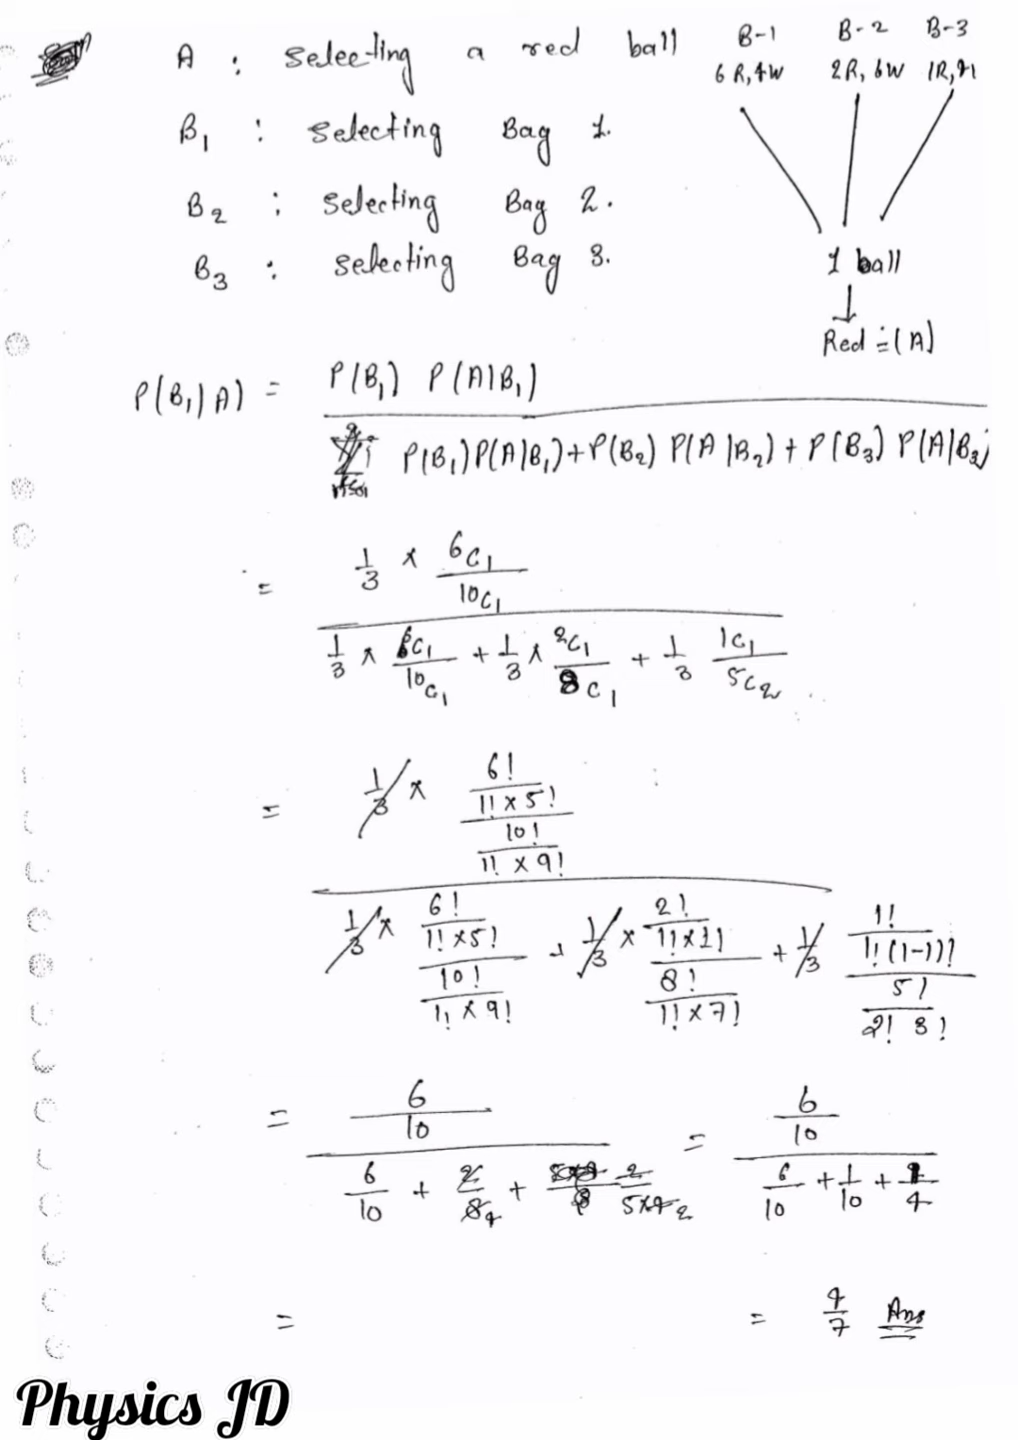 A : Selecting a red ball B-1 B-2 B-3
6R, 4W 2R, 6W 1R,
B₁ : Selecting Bag 1.
B₂ : Selecting Bag 2.
B₃ : Selecting Bag 3.
1 ball
↓
Red = (A)
P(B₁|A) = P(B₁) P(A|B₁) / P(B₁)P(A|B₁) + P(B₂) P(A|B₂) + P(B₃) P(A|B₃)
= 1/3 × 6C₁/10C₁ / 1/3 × 6C₁/10C₁ + 1/3 × 2C₁/8C₁ + 1/3 1C₁/5C₂
= 1/3 × (6!/1!×5!)/(10!/1!×9!) / 1/3 × (6!/1!×5!)/(10!/1!×9!) + 1/3 × (2!/1!×1!)/(8!/1!×7!) + 1/3 (1!/1!(1-1)!)/(5!/2! 3!)
= 6/10 / 6/10 + 2/8 4 + 2/5×4 2 = 6/10 / 6/10 + 1/10 + 1/4
= = 4/7 Ans
Physics JD